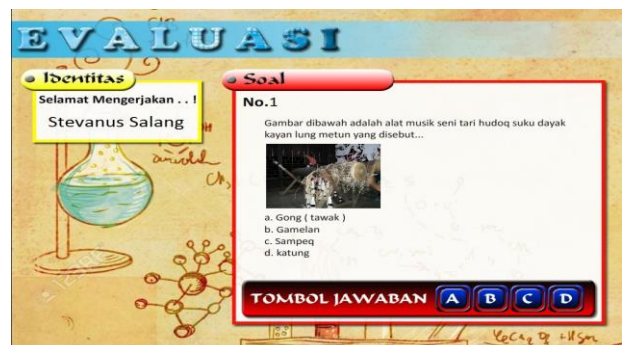 EVALUASI
Identitas
Selamat Mengerjakan . . !
Stevanus Salang
Soal
No.1
Gambar dibawah adalah alat musik seni tari hudoq suku dayak
kayan lung metun yang disebut...
a. Gong ( tawak )
b. Gamelan
c. Sampeq
d. katung
TOMBOL JAWABAN A B C D